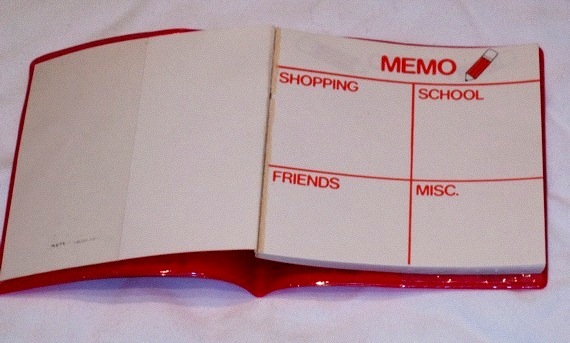 MEMO
SHOPPING
SCHOOL
FRIENDS
MISC.